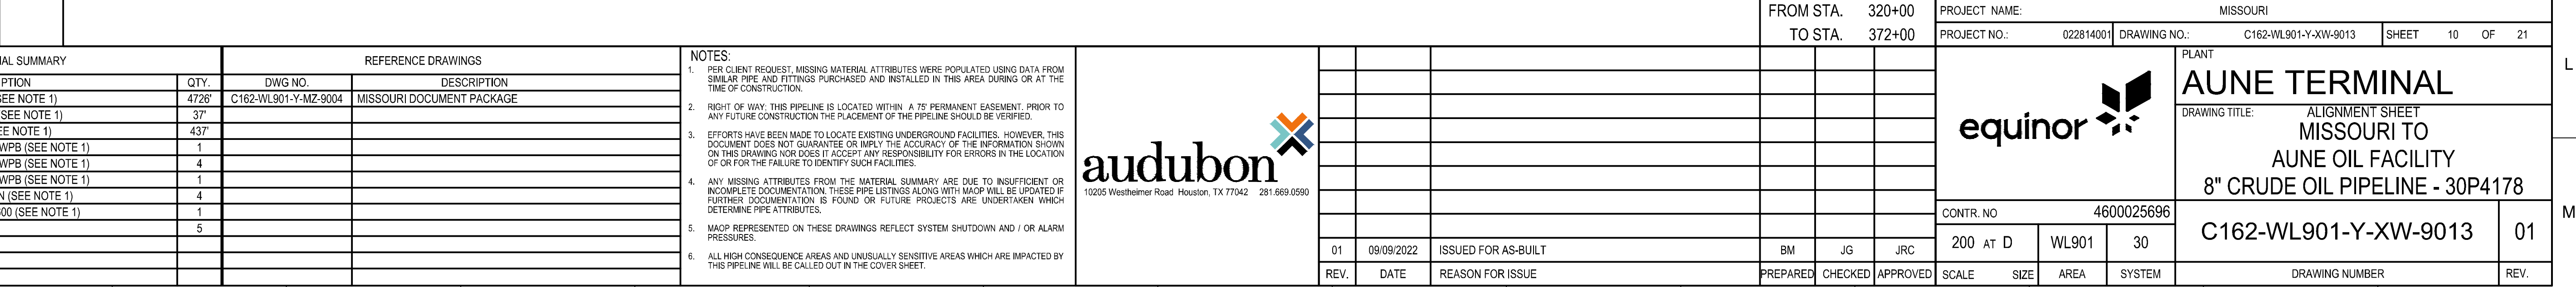 FROM STA. 320+00
TO STA. 372+00
PROJECT NAME: MISSOURI
PROJECT NO.: 022814001 DRAWING NO.: C162-WL901-Y-XW-9013 SHEET 10 OF 21
AL SUMMARY
PTION QTY.
SEE NOTE 1) 4726'
(SEE NOTE 1) 37'
EE NOTE 1) 437'
WPB (SEE NOTE 1) 1
WPB (SEE NOTE 1) 4
WPB (SEE NOTE 1) 1
N (SEE NOTE 1) 4
600 (SEE NOTE 1) 1
5
REFERENCE DRAWINGS
DWG NO. DESCRIPTION
C162-WL901-Y-MZ-9004 MISSOURI DOCUMENT PACKAGE
NOTES:
1. PER CLIENT REQUEST, MISSING MATERIAL ATTRIBUTES WERE POPULATED USING DATA FROM
SIMILAR PIPE AND FITTINGS PURCHASED AND INSTALLED IN THIS AREA DURING OR AT THE
TIME OF CONSTRUCTION.
2. RIGHT OF WAY; THIS PIPELINE IS LOCATED WITHIN A 75' PERMANENT EASEMENT. PRIOR TO
ANY FUTURE CONSTRUCTION THE PLACEMENT OF THE PIPELINE SHOULD BE VERIFIED.
3. EFFORTS HAVE BEEN MADE TO LOCATE EXISTING UNDERGROUND FACILITIES. HOWEVER, THIS
DOCUMENT DOES NOT GUARANTEE OR IMPLY THE ACCURACY OF THE INFORMATION SHOWN
ON THIS DRAWING NOR DOES IT ACCEPT ANY RESPONSIBILITY FOR ERRORS IN THE LOCATION
OF OR FOR THE FAILURE TO IDENTIFY SUCH FACILITIES.
4. ANY MISSING ATTRIBUTES FROM THE MATERIAL SUMMARY ARE DUE TO INSUFFICIENT OR
INCOMPLETE DOCUMENTATION. THESE PIPE LISTINGS ALONG WITH MAOP WILL BE UPDATED IF
FURTHER DOCUMENTATION IS FOUND OR FUTURE PROJECTS ARE UNDERTAKEN WHICH
DETERMINE PIPE ATTRIBUTES.
5. MAOP REPRESENTED ON THESE DRAWINGS REFLECT SYSTEM SHUTDOWN AND / OR ALARM
PRESSURES.
6. ALL HIGH CONSEQUENCE AREAS AND UNUSUALLY SENSITIVE AREAS WHICH ARE IMPACTED BY
THIS PIPELINE WILL BE CALLED OUT IN THE COVER SHEET.
audubon
10205 Westheimer Road Houston, TX 77042 281.669.0590
01 09/09/2022 ISSUED FOR AS-BUILT BM JG JRC
REV. DATE REASON FOR ISSUE PREPARED CHECKED APPROVED
equinor
PLANT
AUNE TERMINAL
DRAWING TITLE: ALIGNMENT SHEET
MISSOURI TO
AUNE OIL FACILITY
8" CRUDE OIL PIPELINE - 30P4178
CONTR. NO 4600025696
200 AT D WL901 30
C162-WL901-Y-XW-9013 01
SCALE SIZE AREA SYSTEM DRAWING NUMBER REV.
L
M